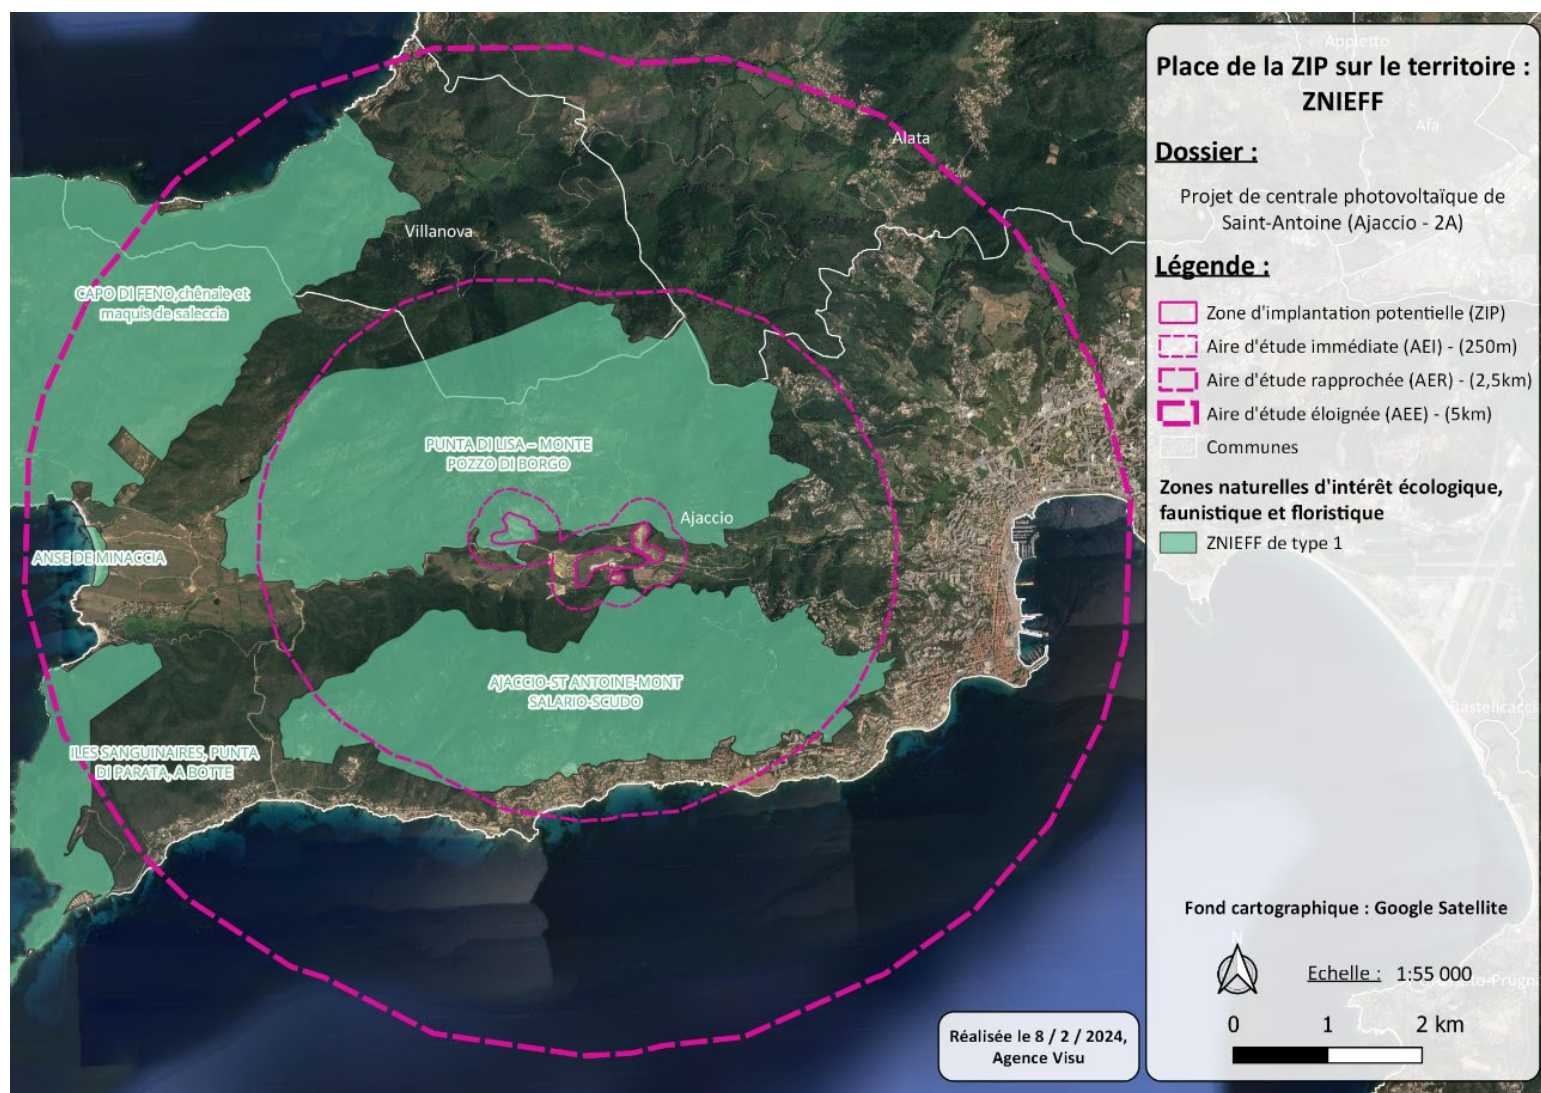 Place de la ZIP sur le territoire :
ZNIEFF
Dossier :
Projet de centrale photovoltaïque de
Saint-Antoine (Ajaccio - 2A)
Légende :
Zone d'implantation potentielle (ZIP)
Aire d'étude immédiate (AEI) - (250m)
Aire d'étude rapprochée (AER) - (2,5km)
Aire d'étude éloignée (AEE) - (5km)
Communes
Zones naturelles d'intérêt écologique,
faunistique et floristique
ZNIEFF de type 1
Fond cartographique : Google Satellite
N
Echelle : 1:55 000
0 1 2 km
Réalisée le 8 / 2 / 2024,
Agence Visu
Appietto
Afa
Alata
Villanova
CAPO DI FENO,chênaie et
maquis de saleccia
PUNTA DI LISA – MONTE
POZZO DI BORGO
Ajaccio
ANSE DE MINACCIA
AJACCIO-ST ANTOINE-MONT
SALARIO-SCUDO
ILES SANGUINAIRES, PUNTA
DI PARATA, A BOTTE
Bastelicaccia